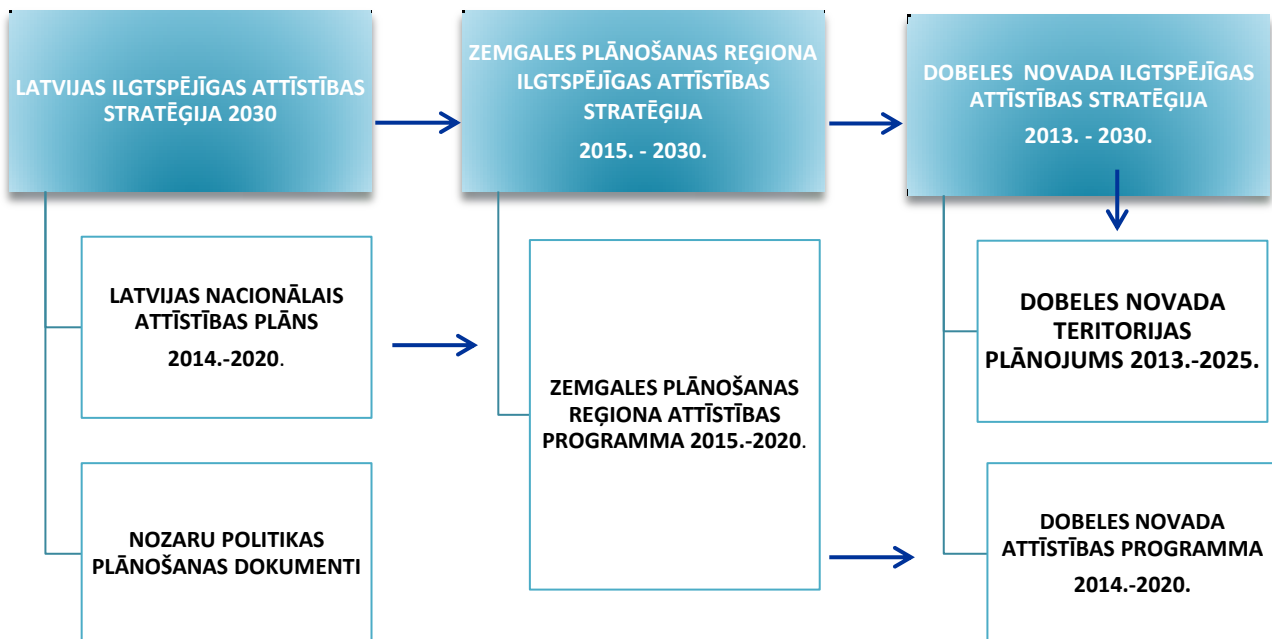 LATVIJAS ILGTSPĒJĪGAS ATTĪSTĪBAS
STRATĒĢIJA 2030
ZEMGALES PLĀNOŠANAS REĢIONA
ILGTSPĒJĪGAS ATTĪSTĪBAS
STRATĒĢIJA
2015. - 2030.
DOBELES NOVADA ILGTSPĒJĪGAS
ATTĪSTĪBAS STRATĒĢIJA
2013. - 2030.
LATVIJAS NACIONĀLAIS
ATTĪSTĪBAS PLĀNS
2014.-2020.
NOZARU POLITIKAS
PLĀNOŠANAS DOKUMENTI
ZEMGALES PLĀNOŠANAS
REĢIONA ATTĪSTĪBAS
PROGRAMMA 2015.-2020.
DOBELES NOVADA
TERITORIJAS
PLĀNOJUMS 2013.-2025.
DOBELES NOVADA
ATTĪSTĪBAS PROGRAMMA
2014.-2020.